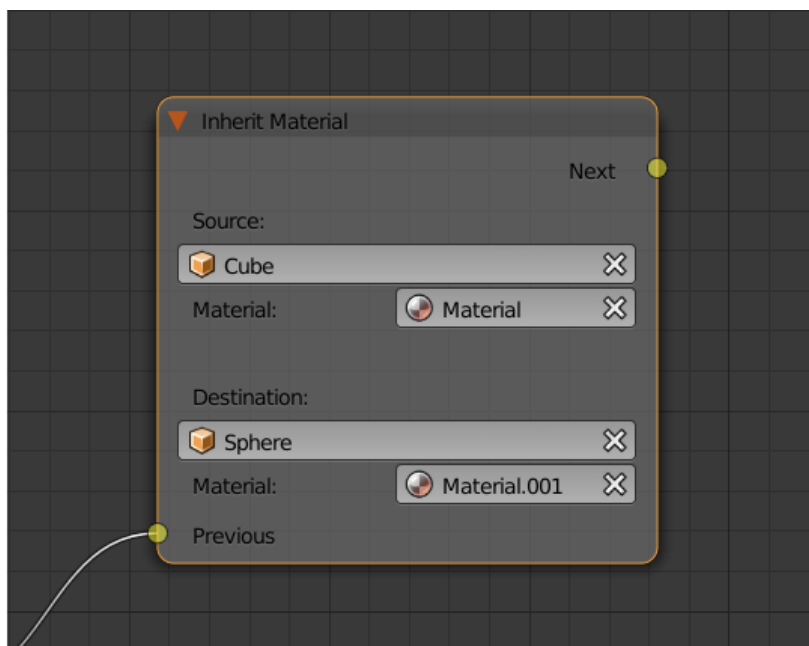 Inherit Material
Next
Source:
Cube
Material: Material
Destination:
Sphere
Material: Material.001
Previous